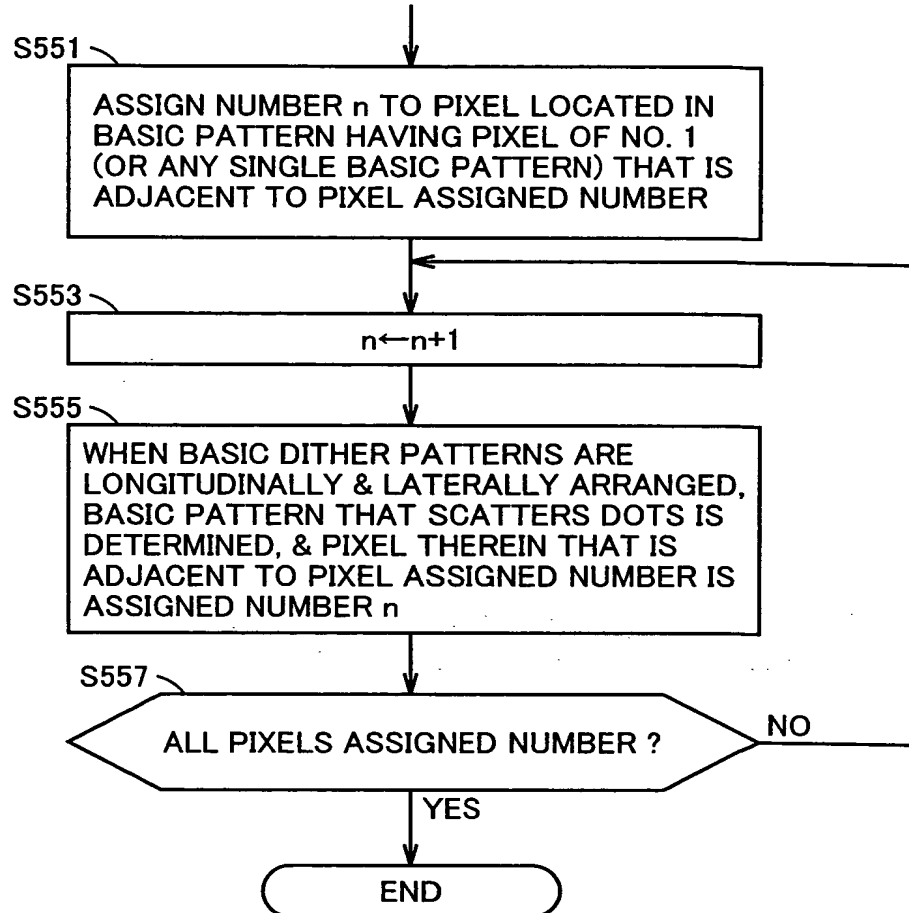 S551
ASSIGN NUMBER n TO PIXEL LOCATED IN
BASIC PATTERN HAVING PIXEL OF NO. 1
(OR ANY SINGLE BASIC PATTERN) THAT IS
ADJACENT TO PIXEL ASSIGNED NUMBER
S553
n←n+1
S555
WHEN BASIC DITHER PATTERNS ARE
LONGITUDINALLY & LATERALLY ARRANGED,
BASIC PATTERN THAT SCATTERS DOTS IS
DETERMINED, & PIXEL THEREIN THAT IS
ADJACENT TO PIXEL ASSIGNED NUMBER IS
ASSIGNED NUMBER n
S557
ALL PIXELS ASSIGNED NUMBER ?
NO
YES
END